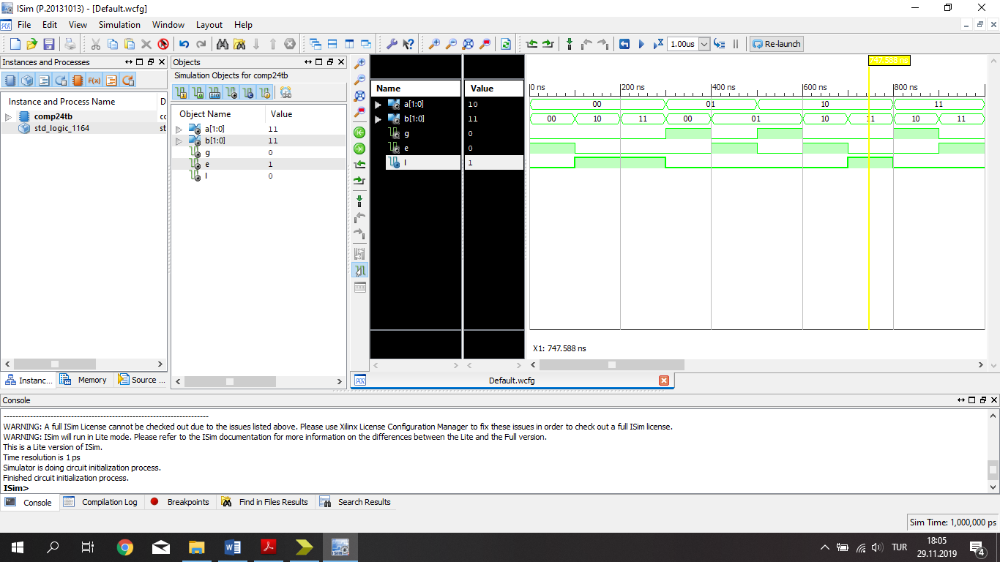 ISim (P.20131013) - [Default.wcfg]
File Edit View Simulation Window Layout Help
1.00us
Re-launch
Instances and Processes
Instance and Process Name D
comp24tb cc
std_logic_1164 st
Instanc... Memory Source ...
Objects
Simulation Objects for comp24tb
Object Name Value
a[1:0] 11
b[1:0] 11
g 0
e 1
l 0
Name Value
a[1:0] 10
b[1:0] 11
g 0
e 0
l 1
747.588 ns
0 ns 200 ns 400 ns 600 ns 800 ns
00 01 10 11
00 10 11 00 01 10 11 10 11
X1: 747.588 ns
Default.wcfg
Console
----------------------------------------------------------------------
WARNING: A full ISim License cannot be checked out due to the issues listed above. Please use Xilinx License Configuration Manager to fix these issues in order to check out a full ISim license.
WARNING: ISim will run in Lite mode. Please refer to the ISim documentation for more information on the differences between the Lite and the Full version.
This is a Lite version of ISim.
Time resolution is 1 ps
Simulator is doing circuit initialization process.
Finished circuit initialization process.
ISim>
Console Compilation Log Breakpoints Find in Files Results Search Results
Sim Time: 1,000,000 ps
TUR
18:05
29.11.2019
4